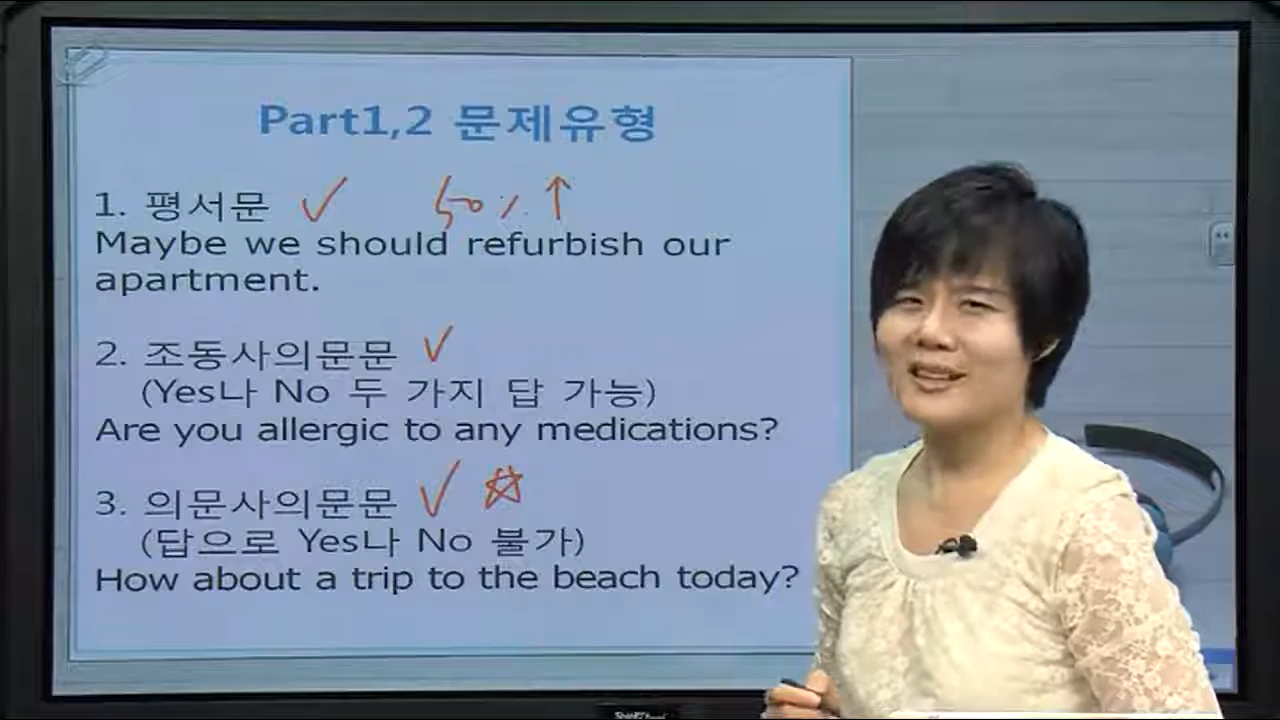 Part1,2 문제유형
1. 평서문 50% ↑
Maybe we should refurbish our
apartment.
2. 조동사의문문
(Yes나 No 두 가지 답 가능)
Are you allergic to any medications?
3. 의문사의문문
(답으로 Yes나 No 불가)
How about a trip to the beach today?